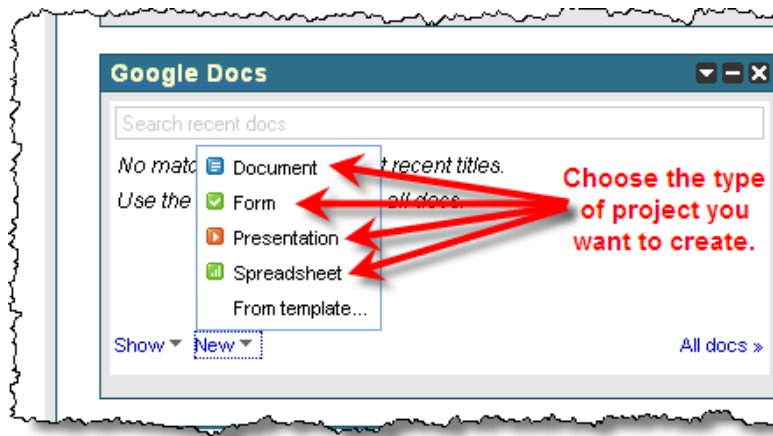 Google Docs
Search recent docs
No matc t recent titles.
Use the all docs.
Document
Form
Presentation
Spreadsheet
From template...
Choose the type
of project you
want to create.
Show New All docs »